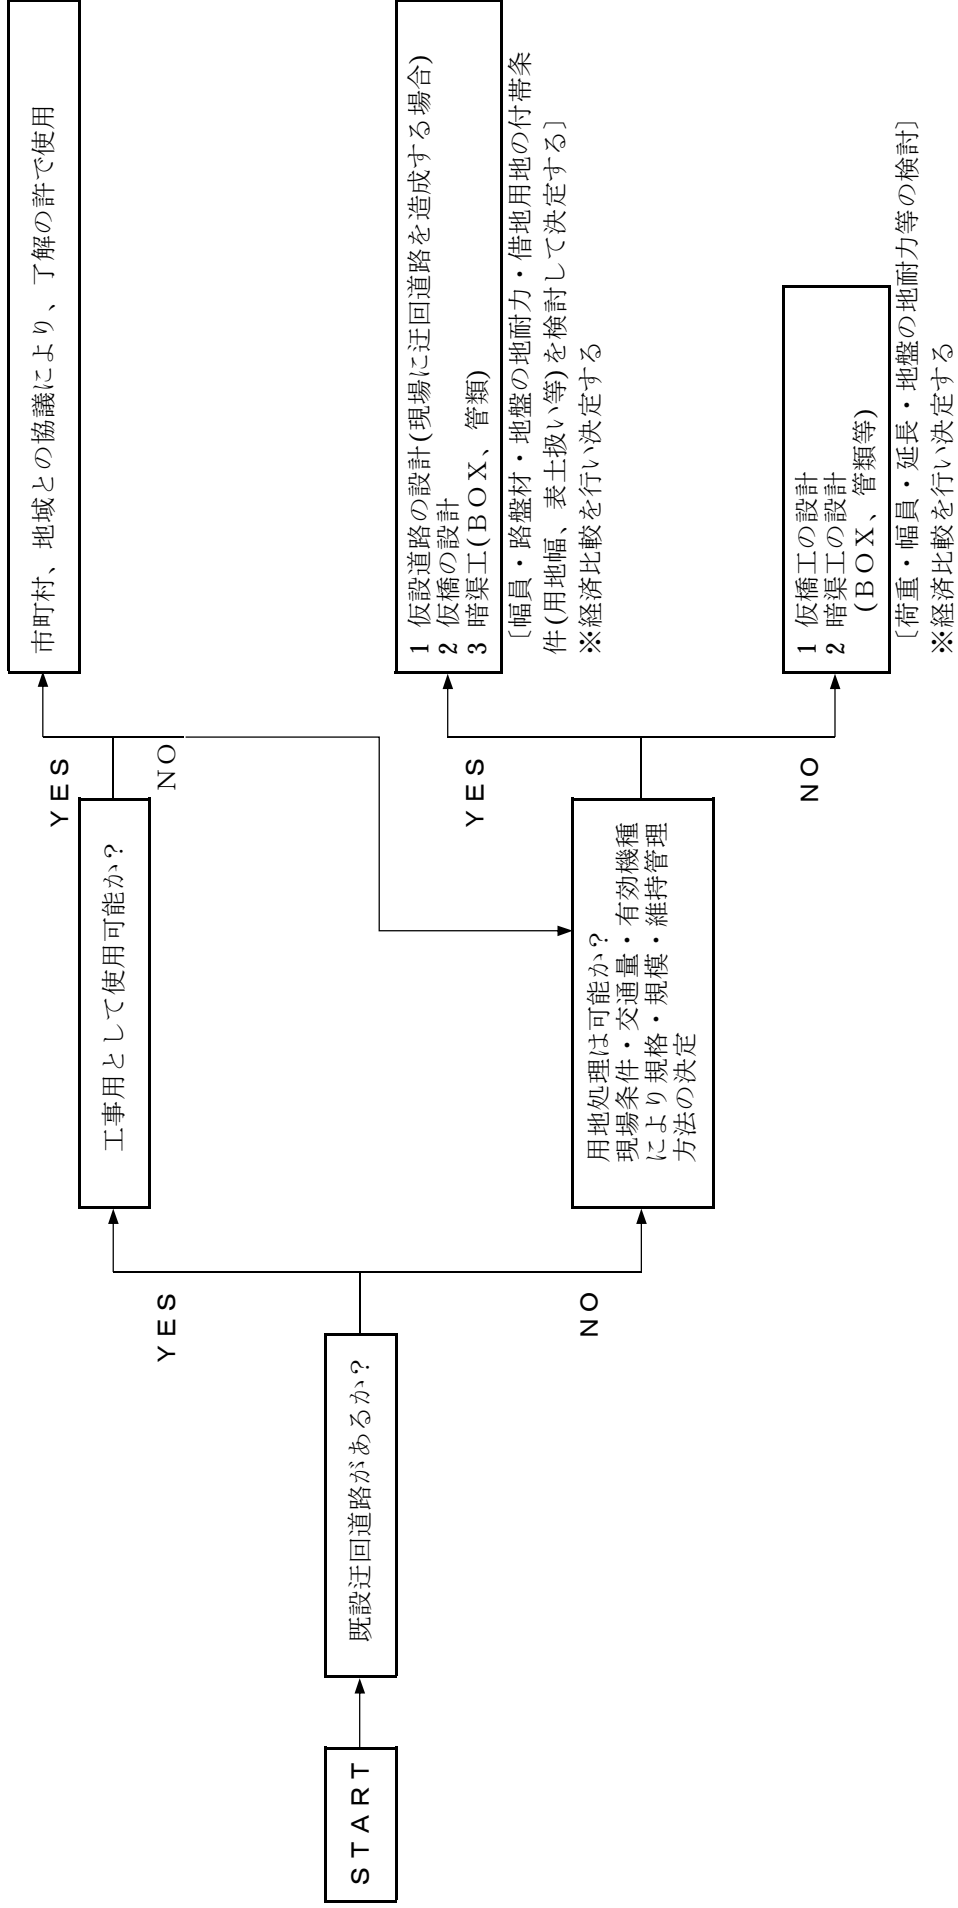 START
既設迂回道路があるか?
YES
NO
工事用として使用可能か?
用地処理は可能か?
現場条件・交通量・有効機種
により規格・規模・維持管理
方法の決定
YES
NO
YES
NO
市町村、地域との協議により、了解の許で使用
1 仮設道路の設計(現場に迂回道路を造成する場合)
2 仮橋の設計
3 暗渠工(BOX、管類)
〔幅員・路盤材・地盤の地耐力・借地用地の付帯条
件(用地幅、表土扱い等)を検討して決定する〕
※経済比較を行い決定する
1 仮橋工の設計
2 暗渠工の設計
(BOX、管類等)
〔荷重・幅員・延長・地盤の地耐力等の検討〕
※経済比較を行い決定する